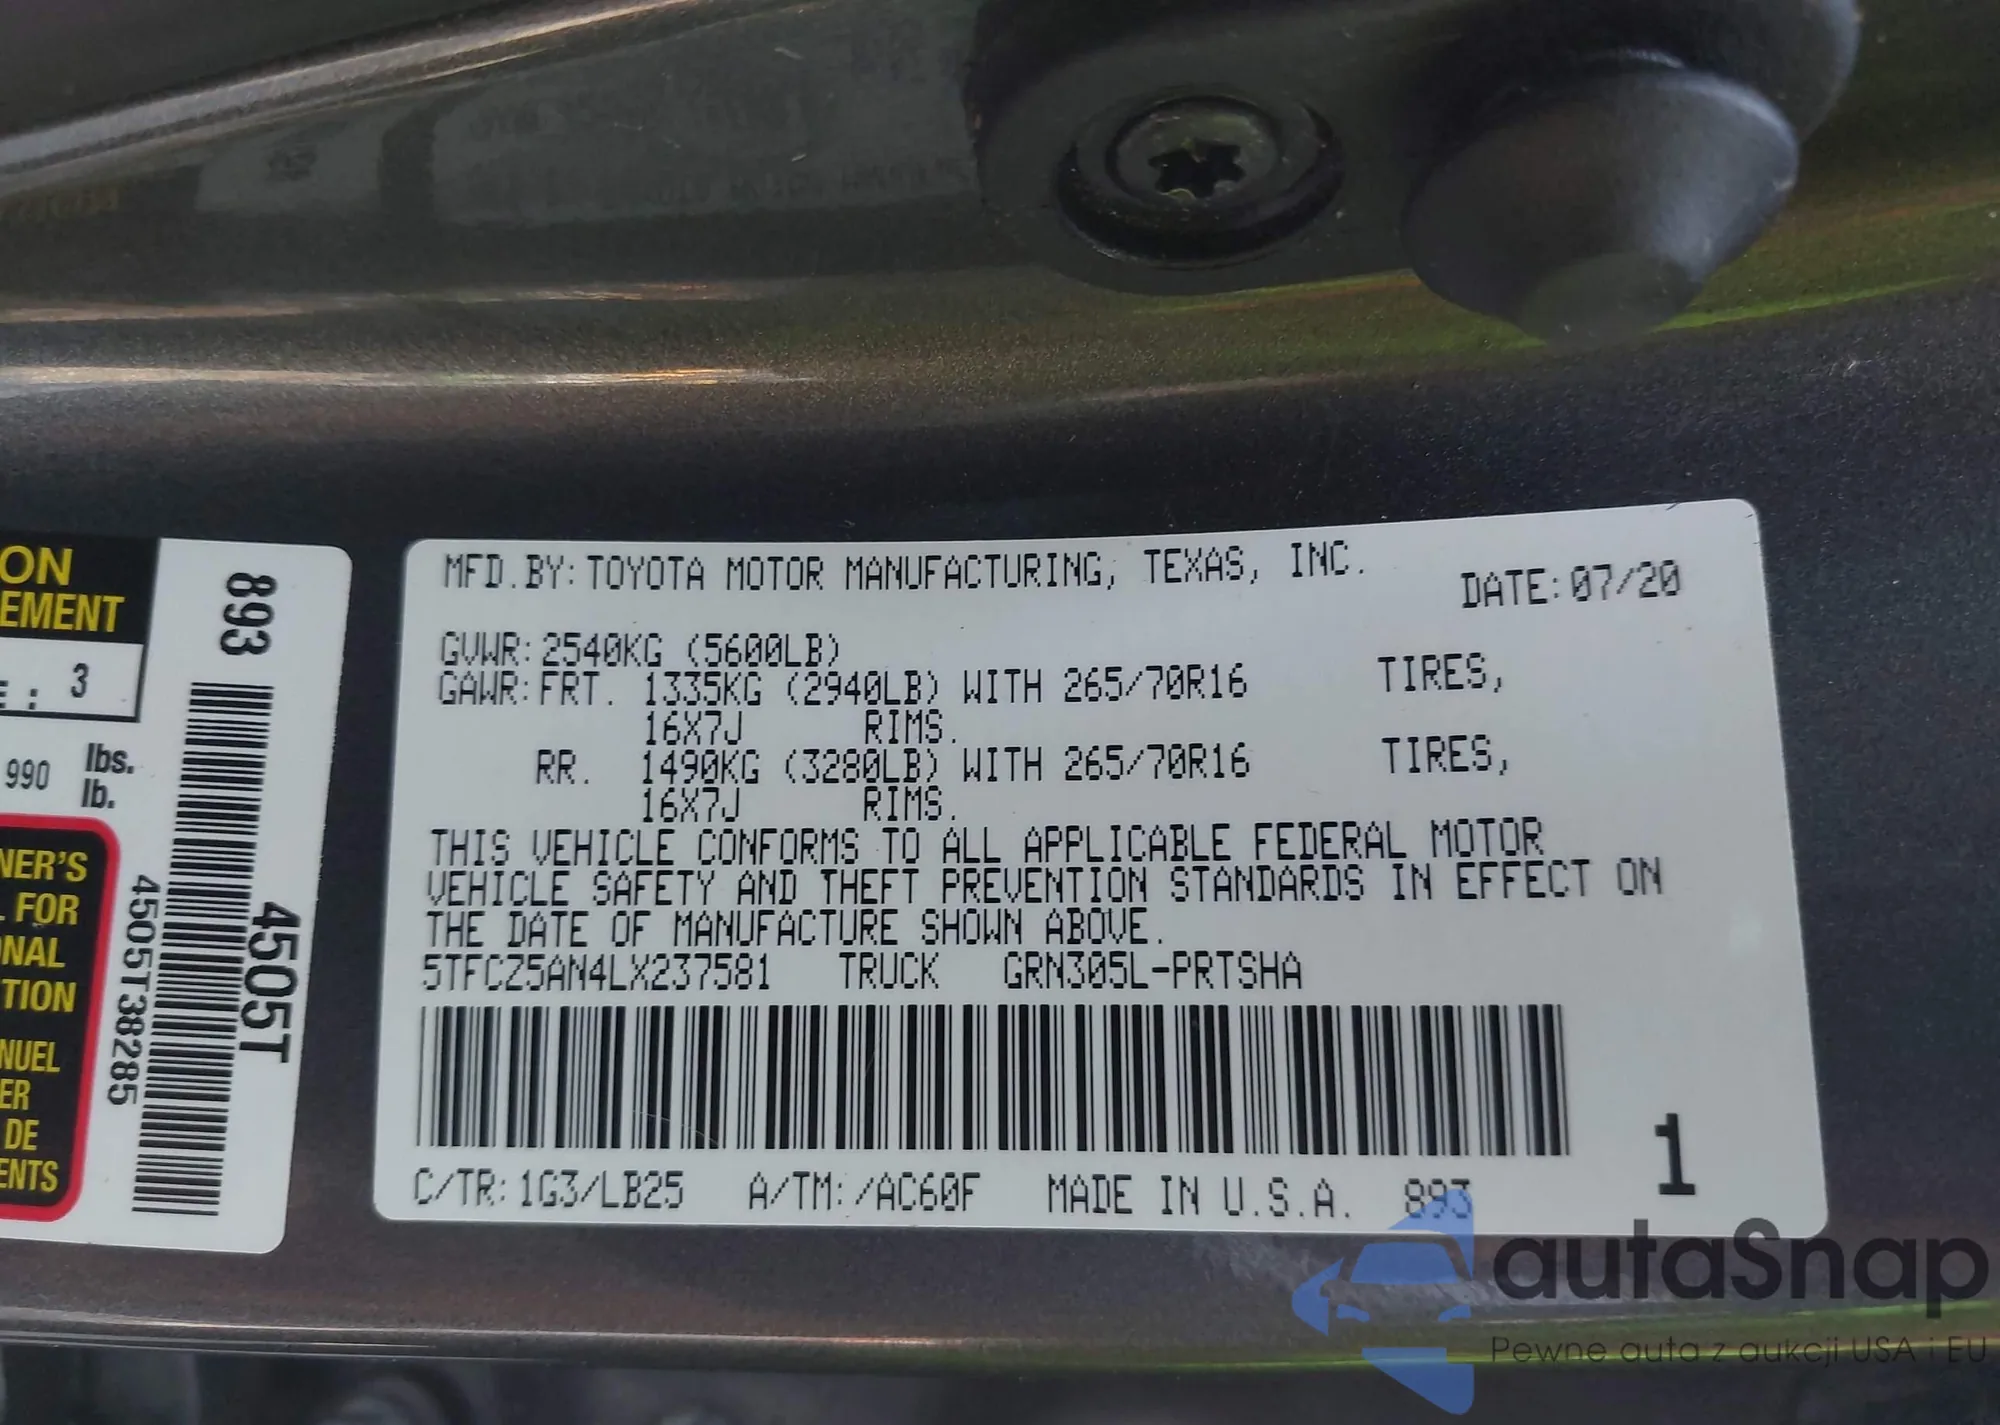 MFD.BY: TOYOTA MOTOR MANUFACTURING, TEXAS, INC.
DATE: 07/20
GVWR: 2540KG (5600LB)
GAWR: FRT. 1335KG (2940LB) WITH 265/70R16 TIRES,
16X7J RIMS.
RR. 1490KG (3280LB) WITH 265/70R16 TIRES,
16X7J RIMS.
THIS VEHICLE CONFORMS TO ALL APPLICABLE FEDERAL MOTOR
VEHICLE SAFETY AND THEFT PREVENTION STANDARDS IN EFFECT ON
THE DATE OF MANUFACTURE SHOWN ABOVE.
5TFCZ5AN4LX237581 TRUCK GRN305L-PRTSHA
1
C/TR: 1G3/LB25 A/TM: /AC60F MADE IN U.S.A. 893
ON
EMENT
E: 3
990 lbs.
lb.
NER'S
FOR
ONAL
TION
NUEL
ER
DE
ENTS
893
4505T
4505T38285
autaSnap
Pewne auta z aukcji USA i EU